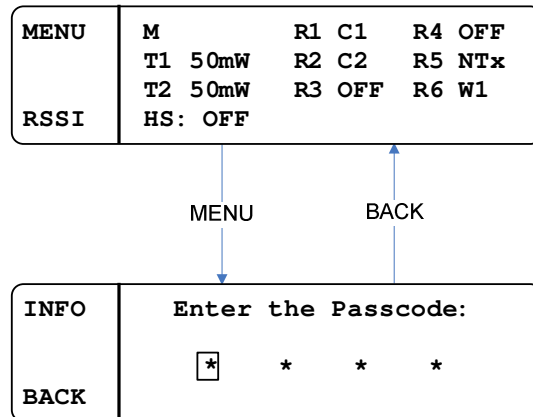 MENU M R1 C1 R4 OFF
T1 50mW R2 C2 R5 NTx
T2 50mW R3 OFF R6 W1
RSSI HS: OFF
MENU BACK
INFO Enter the Passcode:
* * * *
BACK